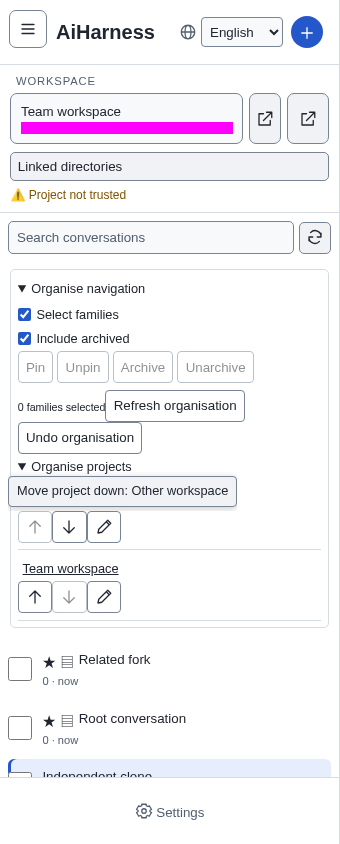 AiHarness
English
WORKSPACE
Team workspace
Linked directories
⚠️ Project not trusted
Search conversations
▼ Organise navigation
Select families
Include archived
Pin Unpin Archive Unarchive
0 families selected Refresh organisation
Undo organisation
▼ Organise projects
Move project down: Other workspace
Team workspace
Related fork
0 · now
Root conversation
0 · now
Independent clone
Settings